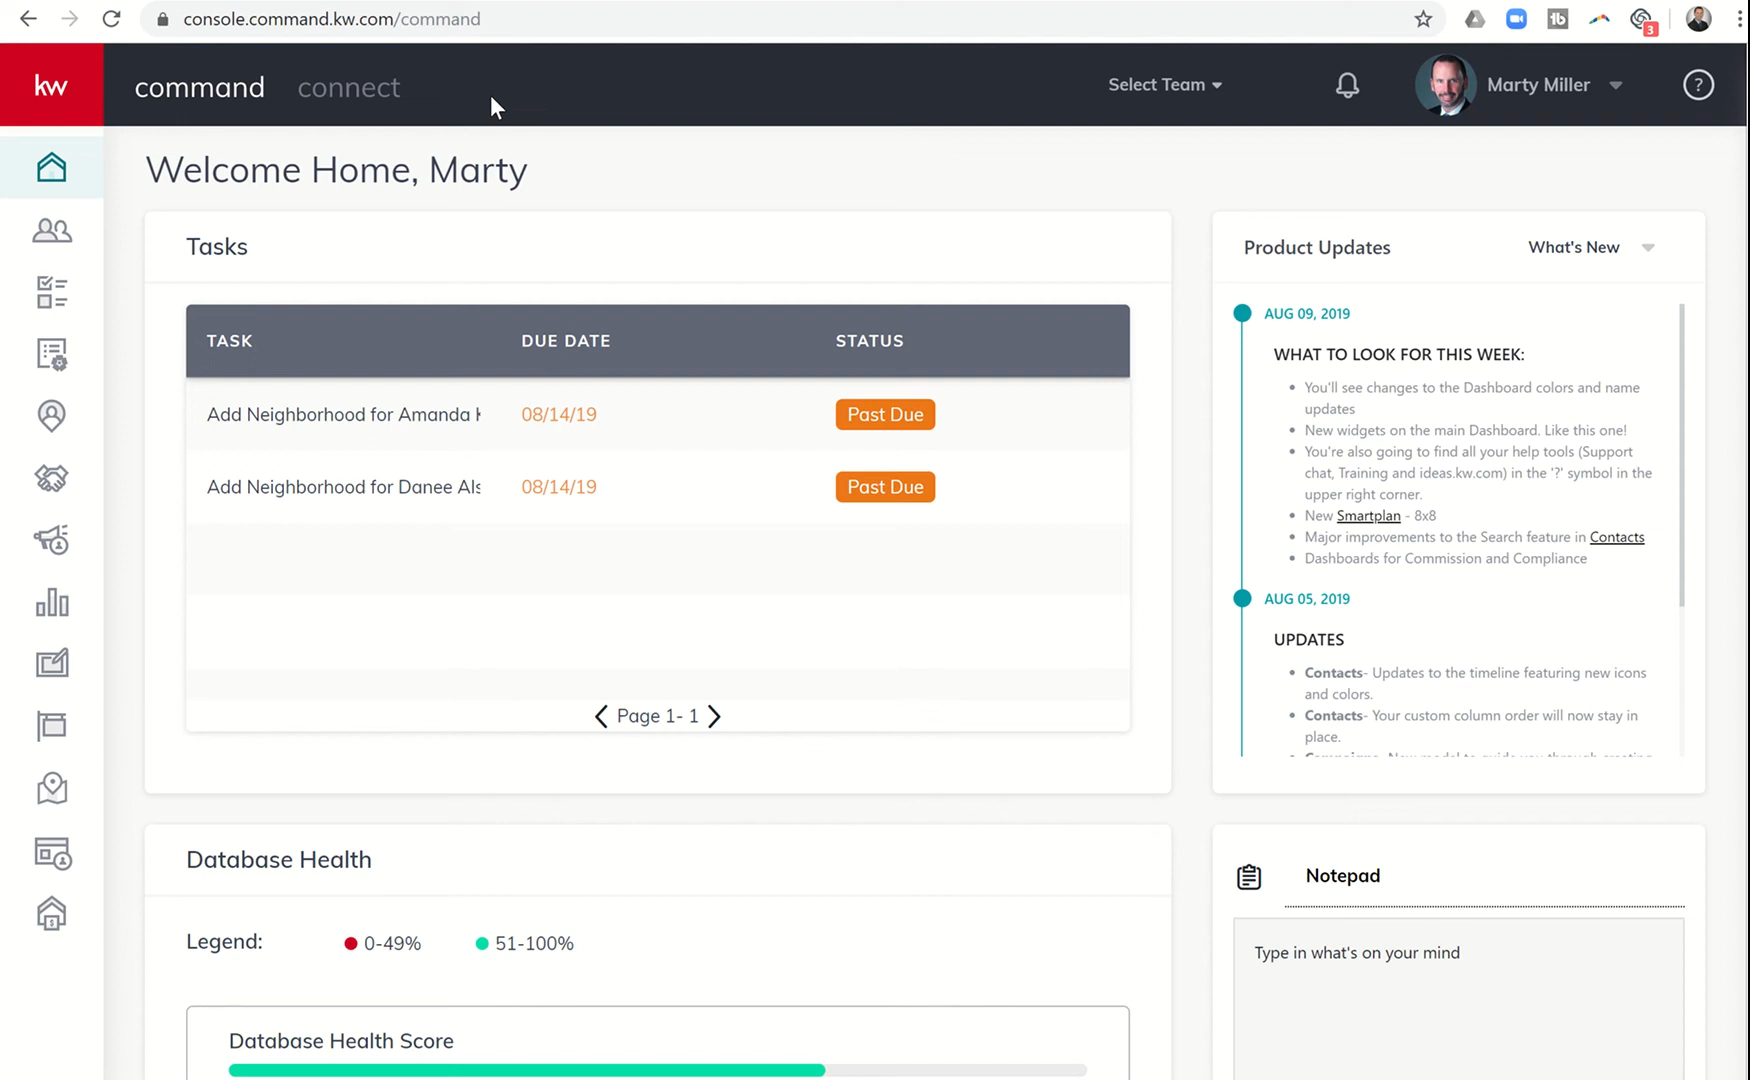 console.command.kw.com/command
3
kw
command
connect
Select Team
Marty Miller
?
Welcome Home, Marty
Tasks
TASK DUE DATE STATUS
Add Neighborhood for Amanda 08/14/19 Past Due
Add Neighborhood for Danee Als 08/14/19 Past Due
Page 1- 1
Product Updates
What's New
AUG 09, 2019
WHAT TO LOOK FOR THIS WEEK:
• You'll see changes to the Dashboard colors and name
updates
• New widgets on the main Dashboard. Like this one!
• You're also going to find all your help tools (Support
chat, Training and ideas.kw.com) in the '?' symbol in the
upper right corner.
• New Smartplan - 8x8
• Major improvements to the Search feature in Contacts
• Dashboards for Commission and Compliance
AUG 05, 2019
UPDATES
• Contacts- Updates to the timeline featuring new icons
and colors.
• Contacts- Your custom column order will now stay in
place.
Database Health
Legend: 0-49% 51-100%
Database Health Score
Notepad
Type in what's on your mind